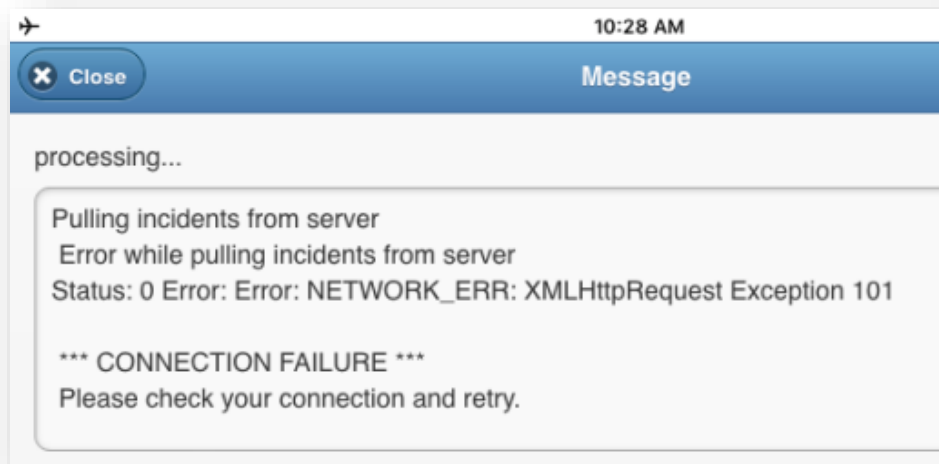 10:28 AM
Close
Message
processing...
Pulling incidents from server
Error while pulling incidents from server
Status: 0 Error: Error: NETWORK_ERR: XMLHttpRequest Exception 101
*** CONNECTION FAILURE ***
Please check your connection and retry.